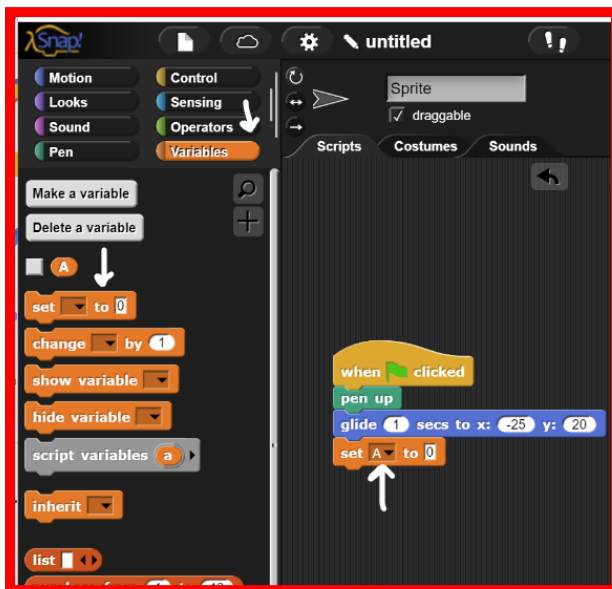 λSnap!
untitled
Motion
Control
Looks
Sensing
Sound
Operators
Pen
Variables
Sprite
draggable
Scripts Costumes Sounds
Make a variable
Delete a variable
A
set to 0
change by 1
show variable
hide variable
script variables a
inherit
list
when clicked
pen up
glide 1 secs to x: -25 y: 20
set A to 0